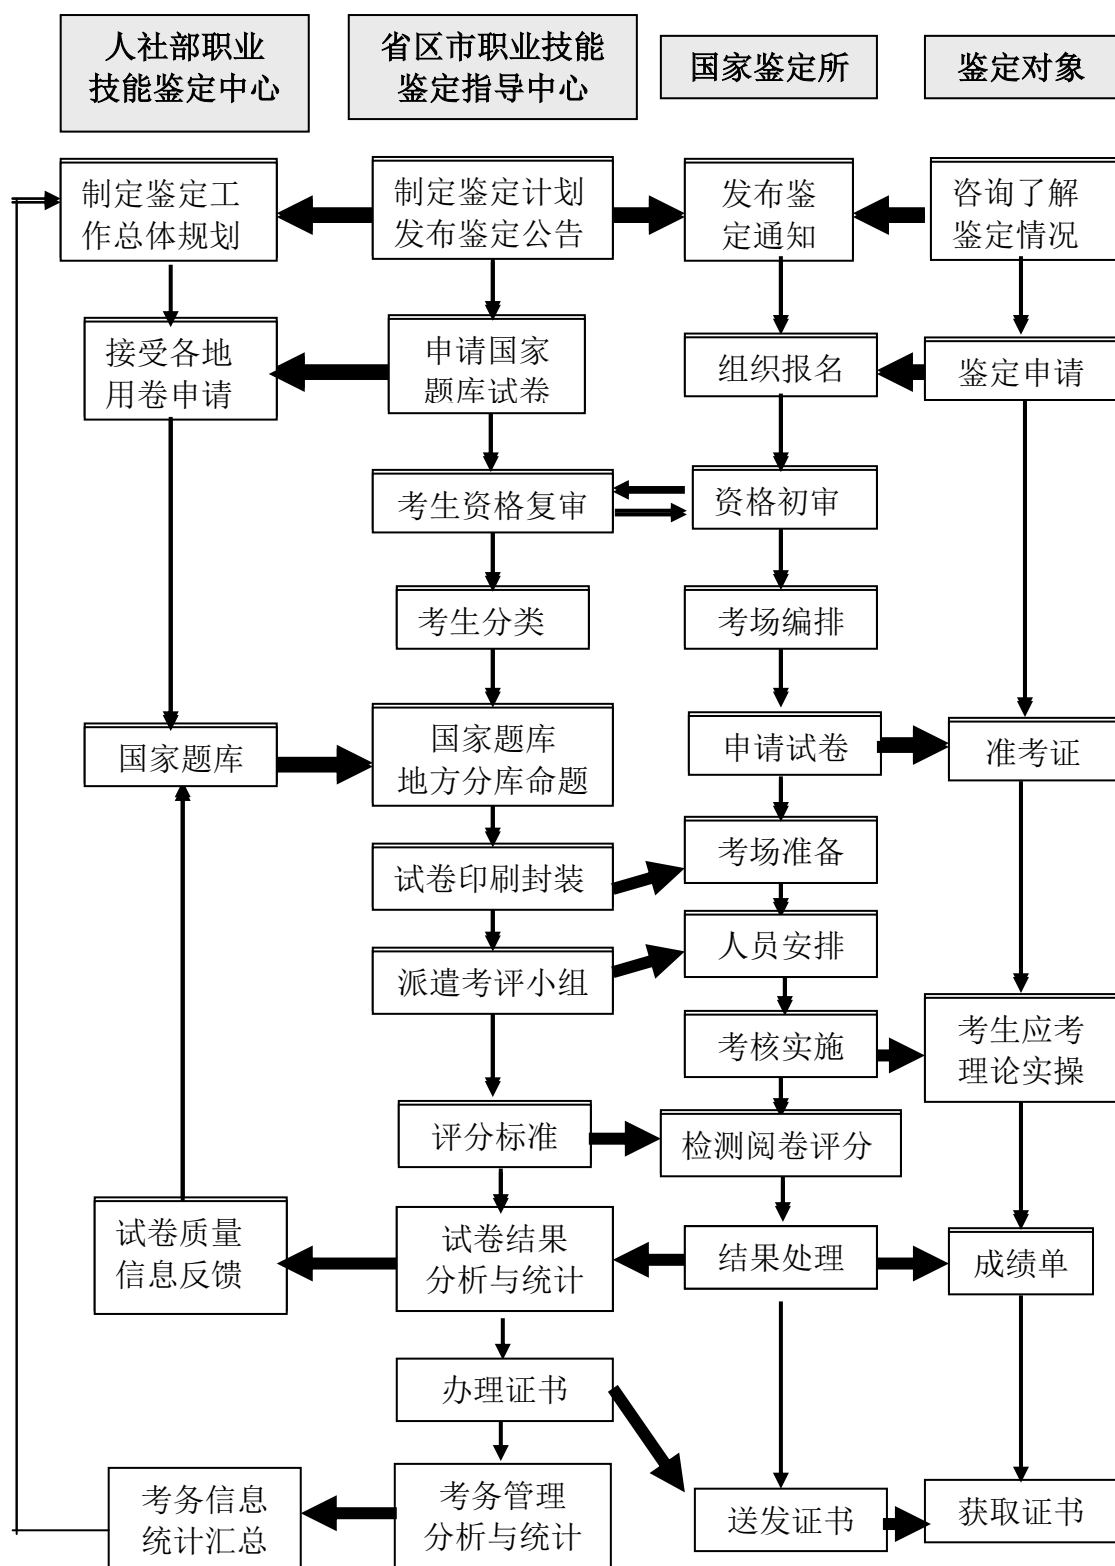 人社部职业
技能鉴定中心
省区市职业技能
鉴定指导中心
国家鉴定所
鉴定对象
制定鉴定工
作总体规划
制定鉴定计划
发布鉴定公告
发布鉴
定通知
咨询了解
鉴定情况
接受各地
用卷申请
申请国家
题库试卷
组织报名
鉴定申请
考生资格复审
资格初审
考生分类
考场编排
国家题库
国家题库
地方分库命题
申请试卷
准考证
试卷印刷封装
考场准备
派遣考评小组
人员安排
考核实施
考生应考
理论实操
评分标准
检测阅卷评分
试卷质量
信息反馈
试卷结果
分析与统计
结果处理
成绩单
办理证书
考务信息
统计汇总
考务管理
分析与统计
送发证书
获取证书